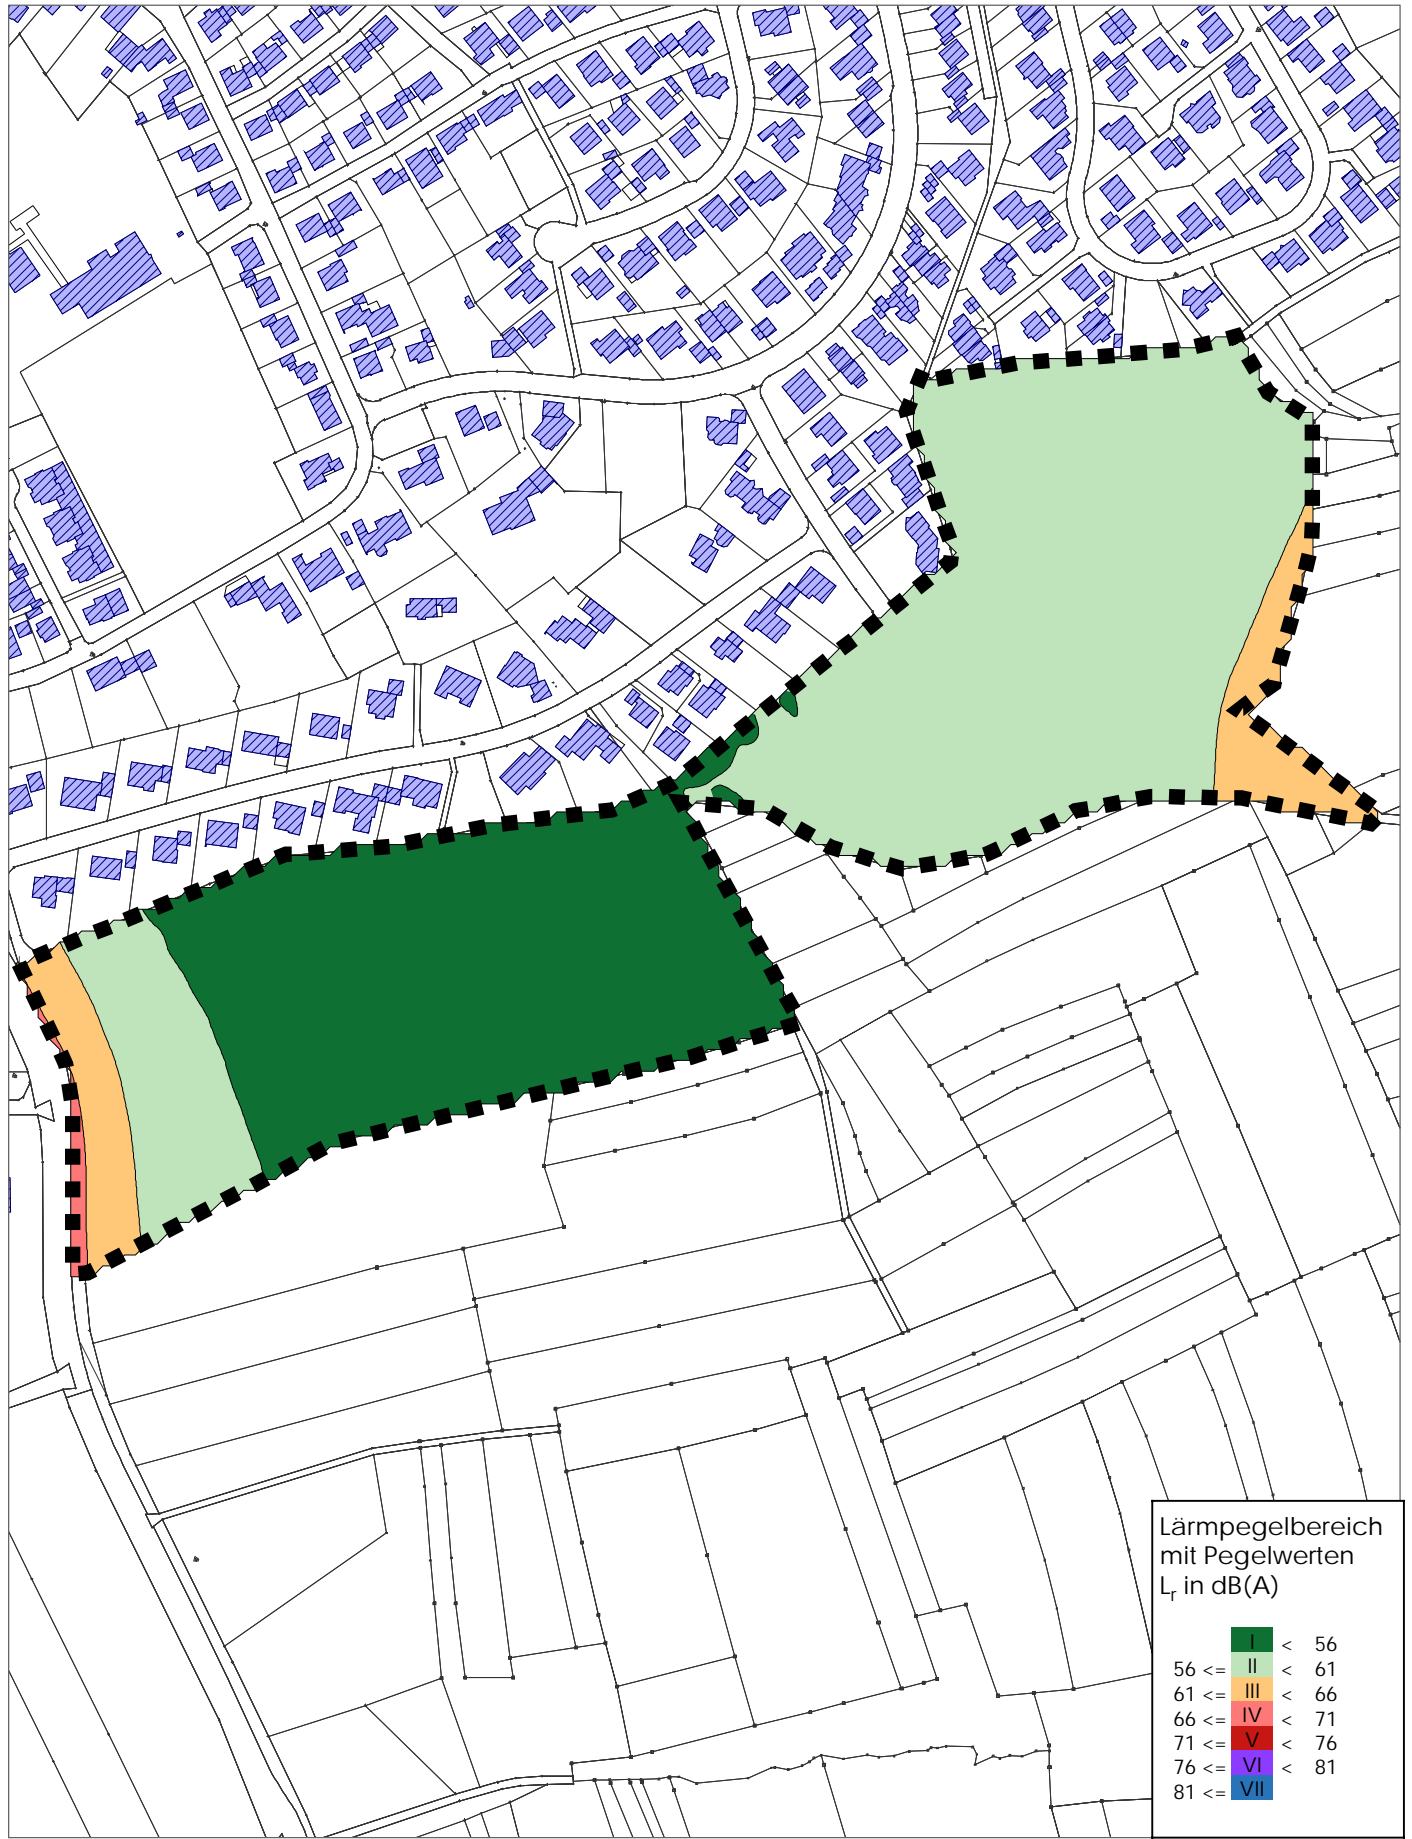 Lärmpegelbereich
mit Pegelwerten
Lr in dB(A)
I < 56
56 <= II < 61
61 <= III < 66
66 <= IV < 71
71 <= V < 76
76 <= VI < 81
81 <= VII